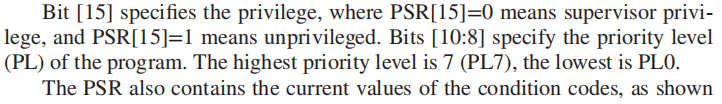 Bit [15] specifies the privilege, where PSR[15]=0 means supervisor privi-
lege, and PSR[15]=1 means unprivileged. Bits [10:8] specify the priority level
(PL) of the program. The highest priority level is 7 (PL7), the lowest is PL0.
The PSR also contains the current values of the condition codes, as shown